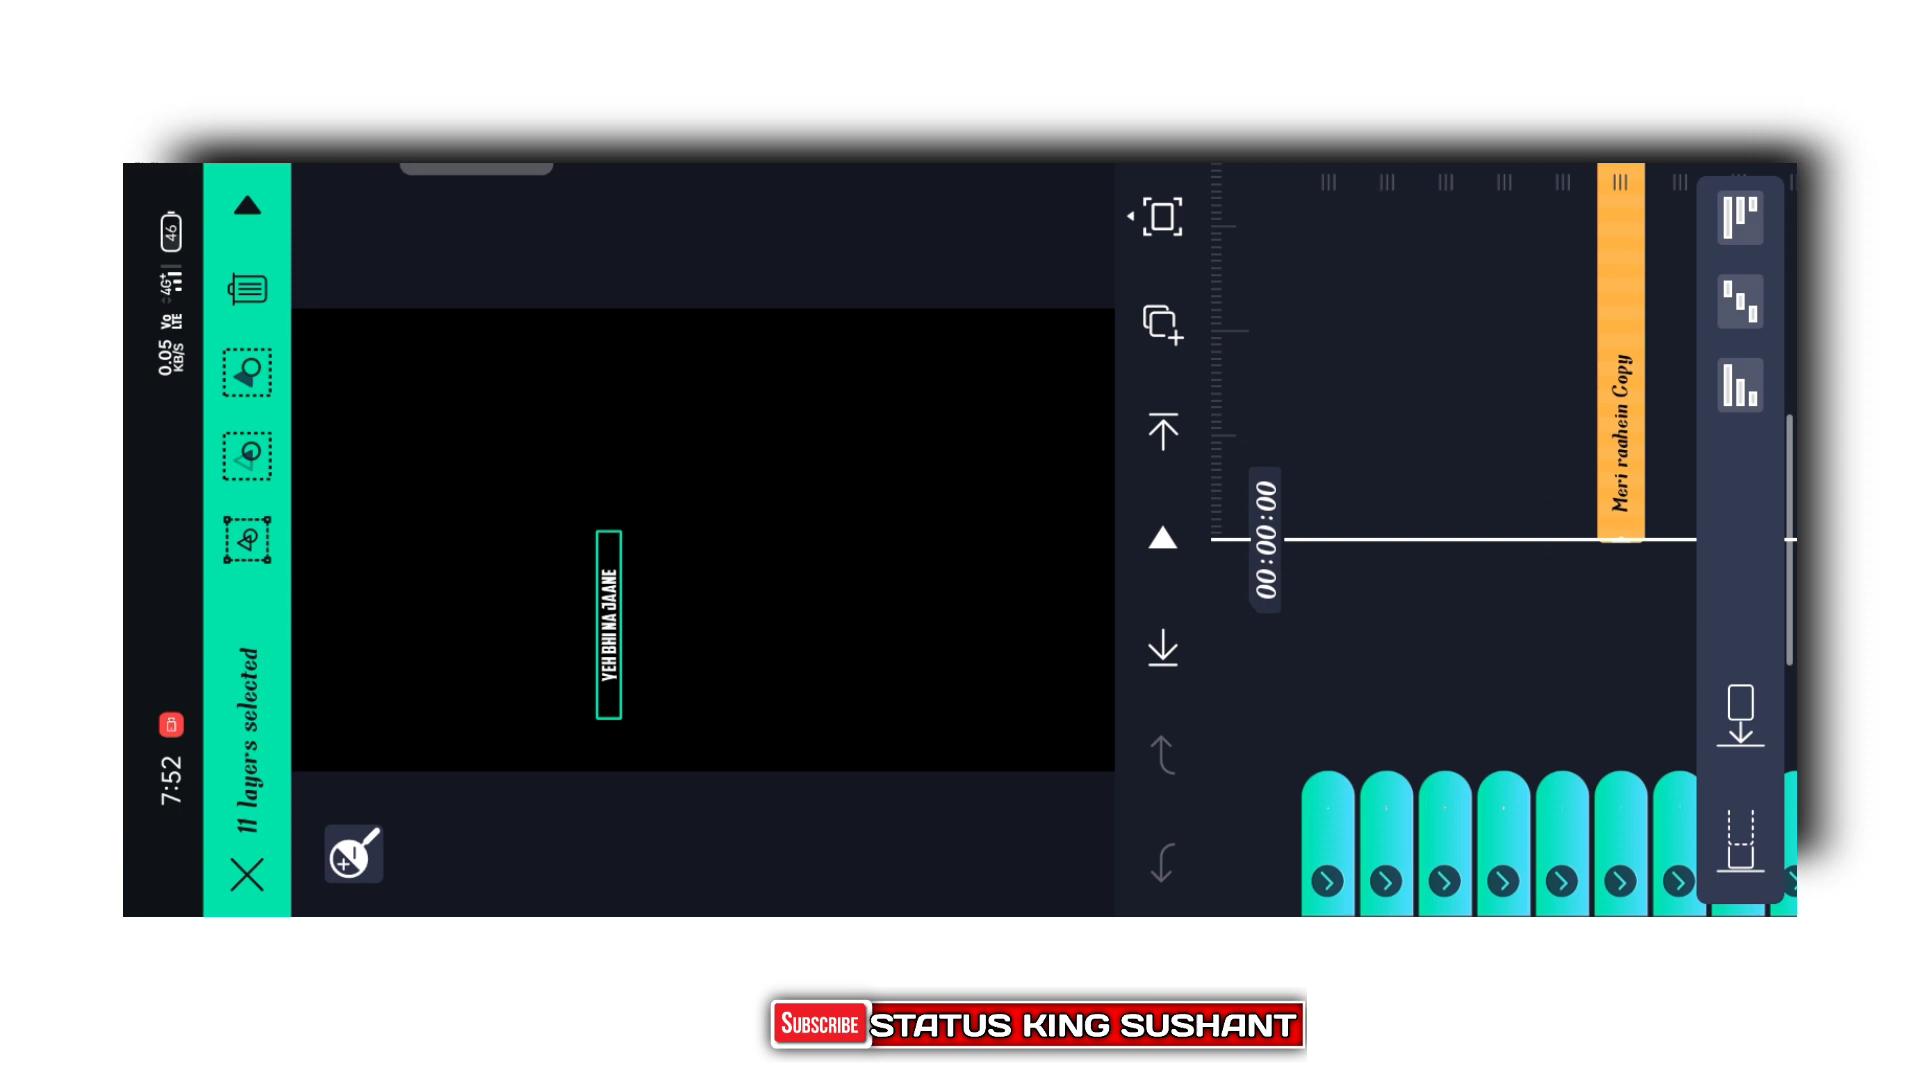 7:52
0.05
KB/S
Vo
LTE
4G+
46
11 layers selected
YEH BHI NA JAANE
00:00:00
Meri raahein Copy
SUBSCRIBE
STATUS KING SUSHANT